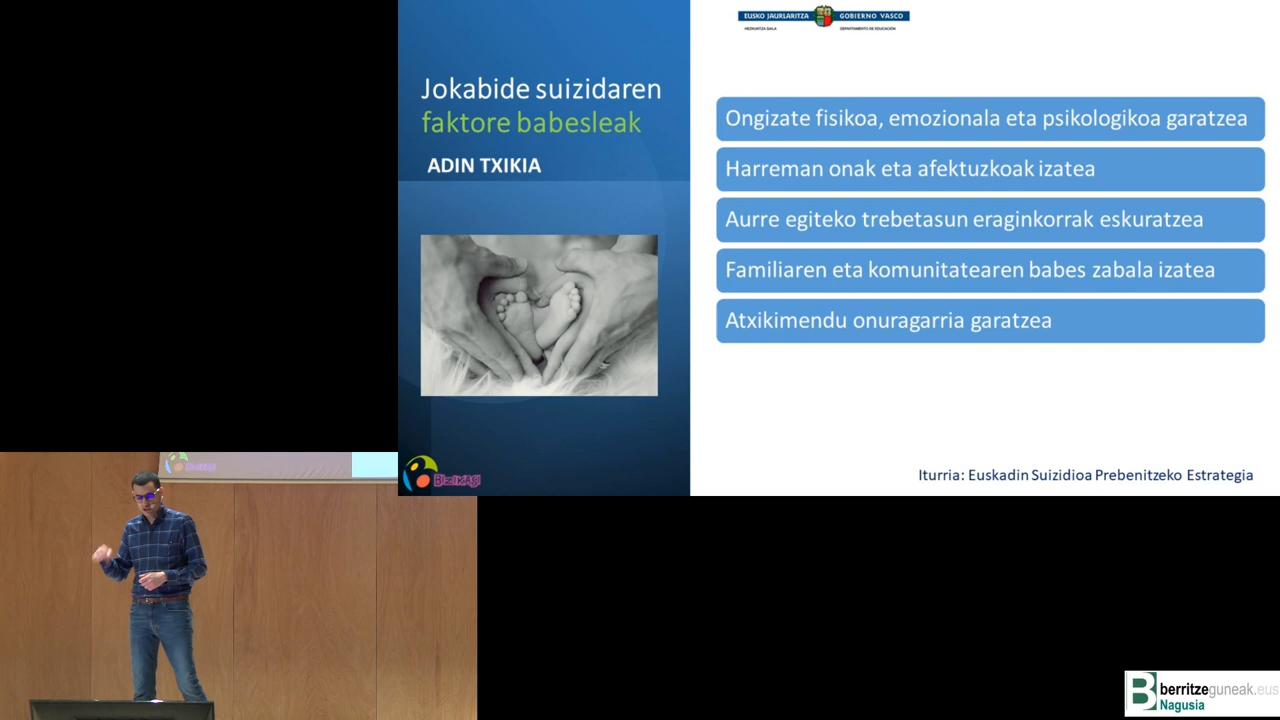 EUSKO JAURLARITZA
GOBIERNO VASCO
HEZKUNTZA SAILA
DEPARTAMENTO DE EDUCACIÓN
Jokabide suizidaren
faktore babesleak
ADIN TXIKIA
Ongizate fisikoa, emozionala eta psikologikoa garatzea
Harreman onak eta afektuzkoak izatea
Aurre egiteko trebetasun eraginkorrak eskuratzea
Familiaren eta komunitatearen babes zabala izatea
Atxikimendu onuragarria garatzea
Iturria: Euskadin Suizidioa Prebenitzeko Estrategia
BIZIKASI
BIZIKASI
B berritzeguneak.eus
Nagusia